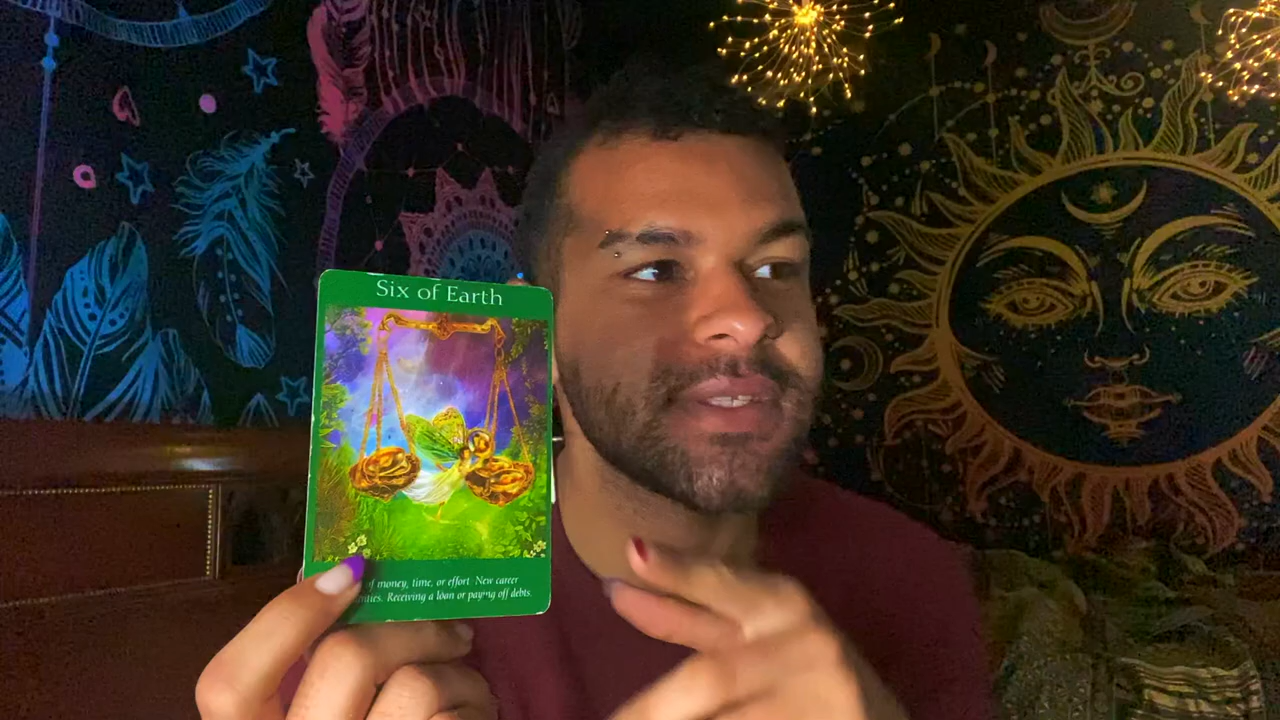 Six of Earth
of money, time, or effort. New career
Receiving a loan or paying off debts.